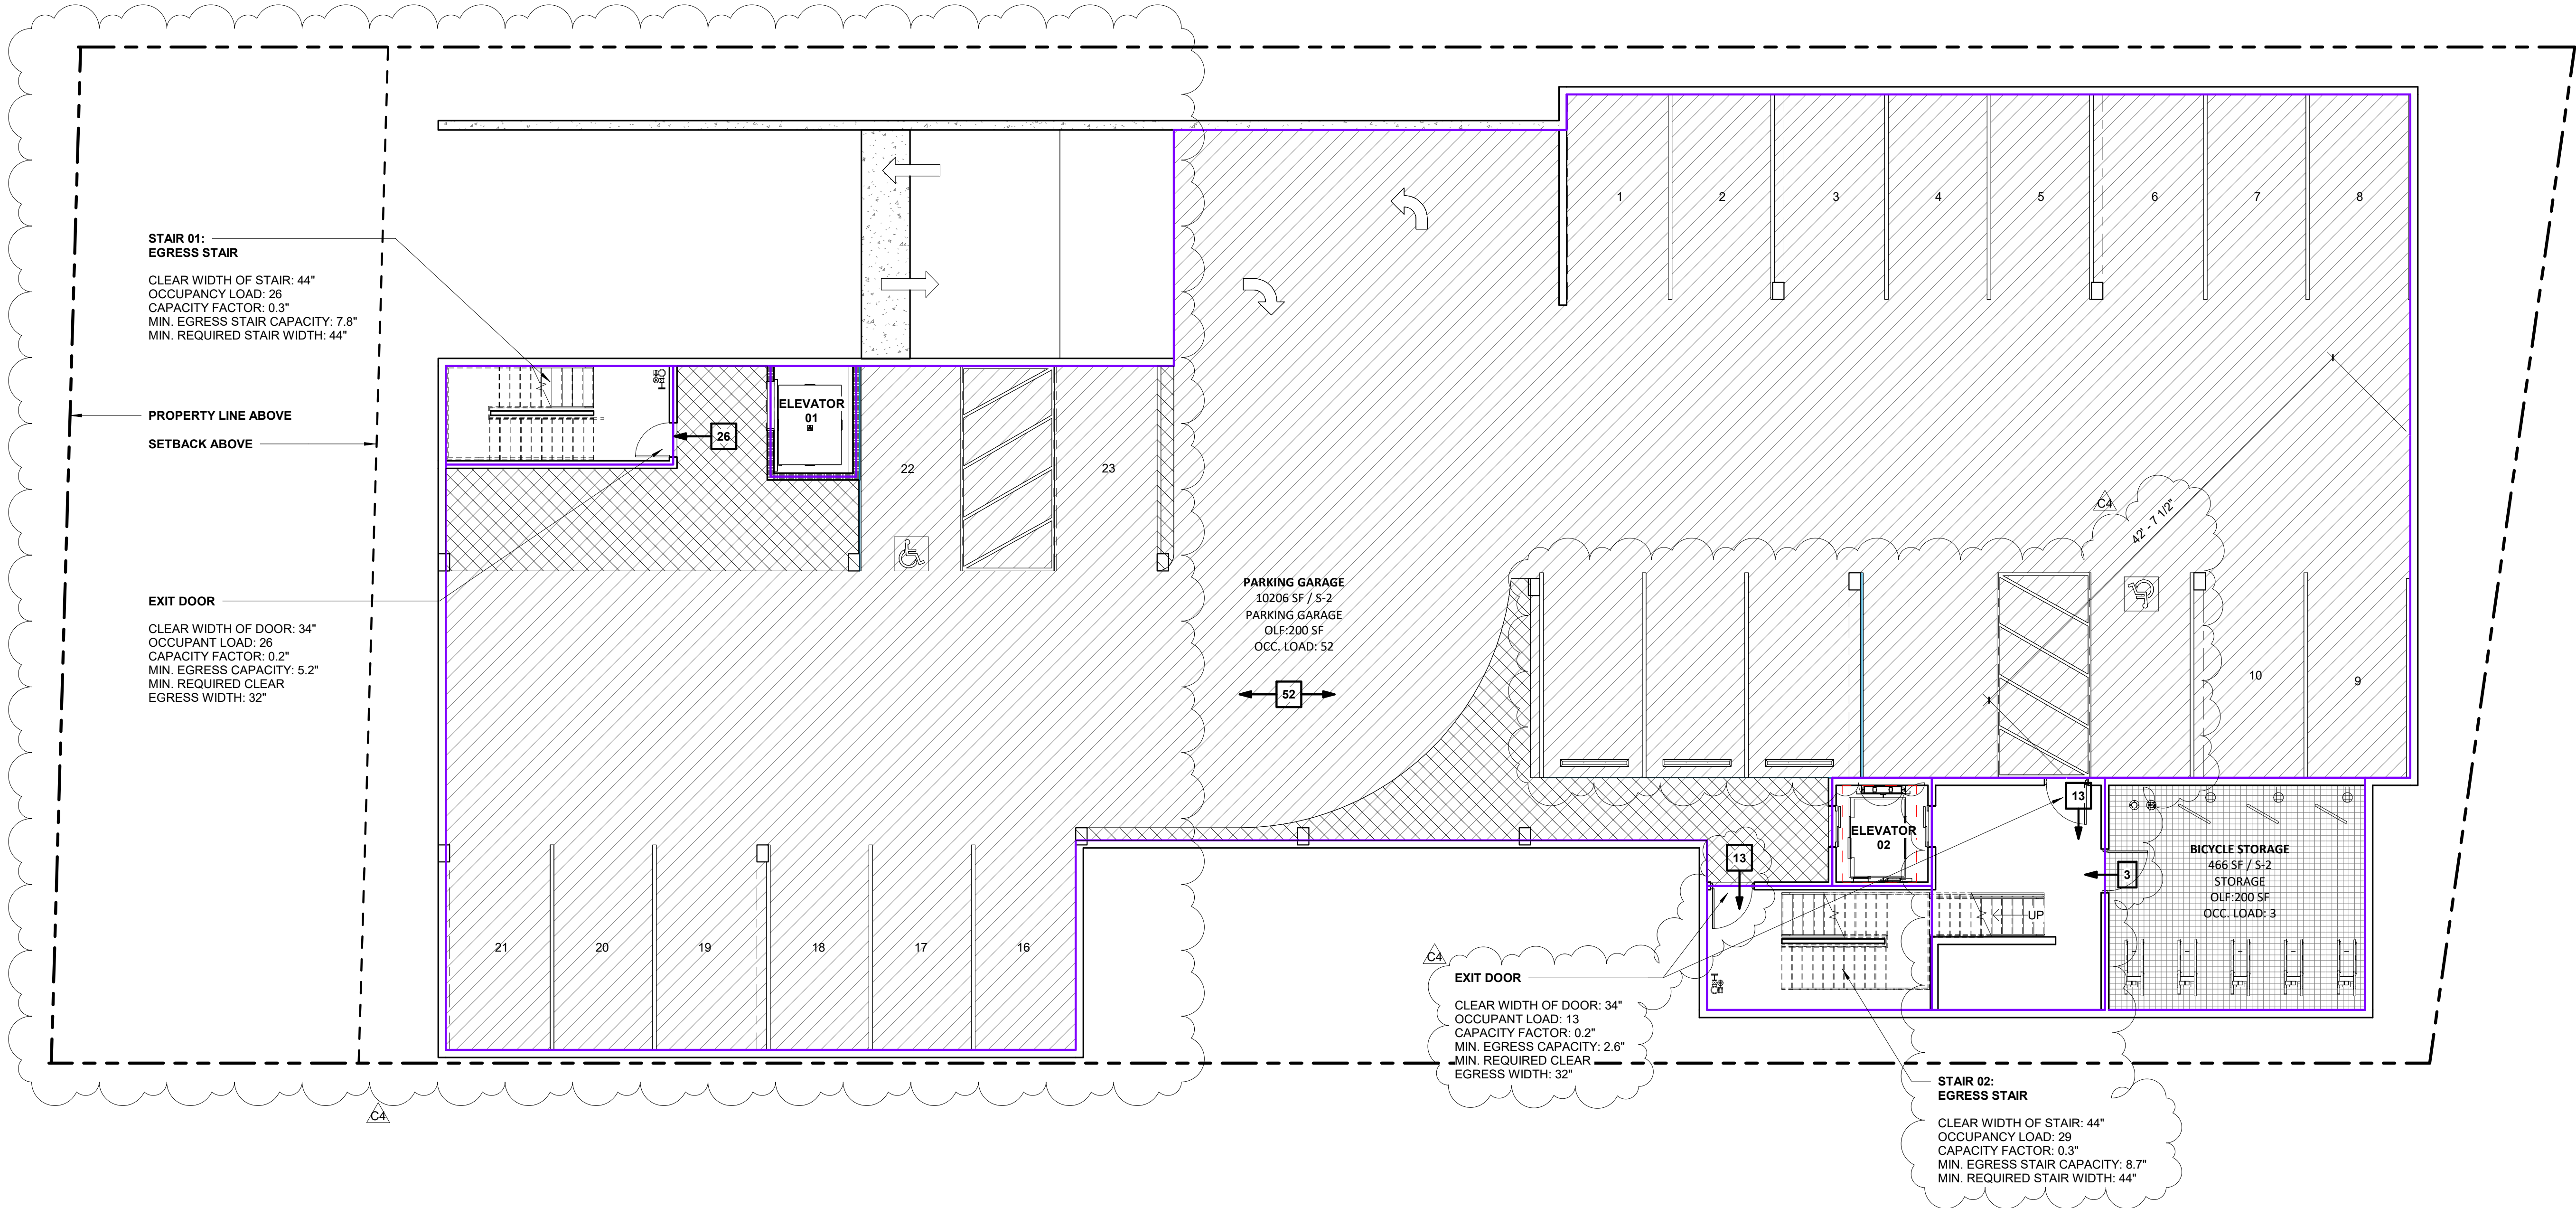 STAIR 01:
EGRESS STAIR
CLEAR WIDTH OF STAIR: 44"
OCCUPANCY LOAD: 26
CAPACITY FACTOR: 0.3"
MIN. EGRESS STAIR CAPACITY: 7.8"
MIN. REQUIRED STAIR WIDTH: 44"
PROPERTY LINE ABOVE
SETBACK ABOVE
EXIT DOOR
CLEAR WIDTH OF DOOR: 34"
OCCUPANT LOAD: 26
CAPACITY FACTOR: 0.2"
MIN. EGRESS CAPACITY: 5.2"
MIN. REQUIRED CLEAR
EGRESS WIDTH: 32"
1
2
3
4
5
6
7
8
ELEVATOR
01
26
22
23
C4
42' - 7 1/2"
PARKING GARAGE
10206 SF / S-2
PARKING GARAGE
OLF:200 SF
OCC. LOAD: 52
52
10
9
21
20
19
18
17
16
13
ELEVATOR
02
13
3
UP
BICYCLE STORAGE
466 SF / S-2
STORAGE
OLF:200 SF
OCC. LOAD: 3
C4
EXIT DOOR
CLEAR WIDTH OF DOOR: 34"
OCCUPANT LOAD: 13
CAPACITY FACTOR: 0.2"
MIN. EGRESS CAPACITY: 2.6"
MIN. REQUIRED CLEAR
EGRESS WIDTH: 32"
C4
STAIR 02:
EGRESS STAIR
CLEAR WIDTH OF STAIR: 44"
OCCUPANCY LOAD: 29
CAPACITY FACTOR: 0.3"
MIN. EGRESS STAIR CAPACITY: 8.7"
MIN. REQUIRED STAIR WIDTH: 44"